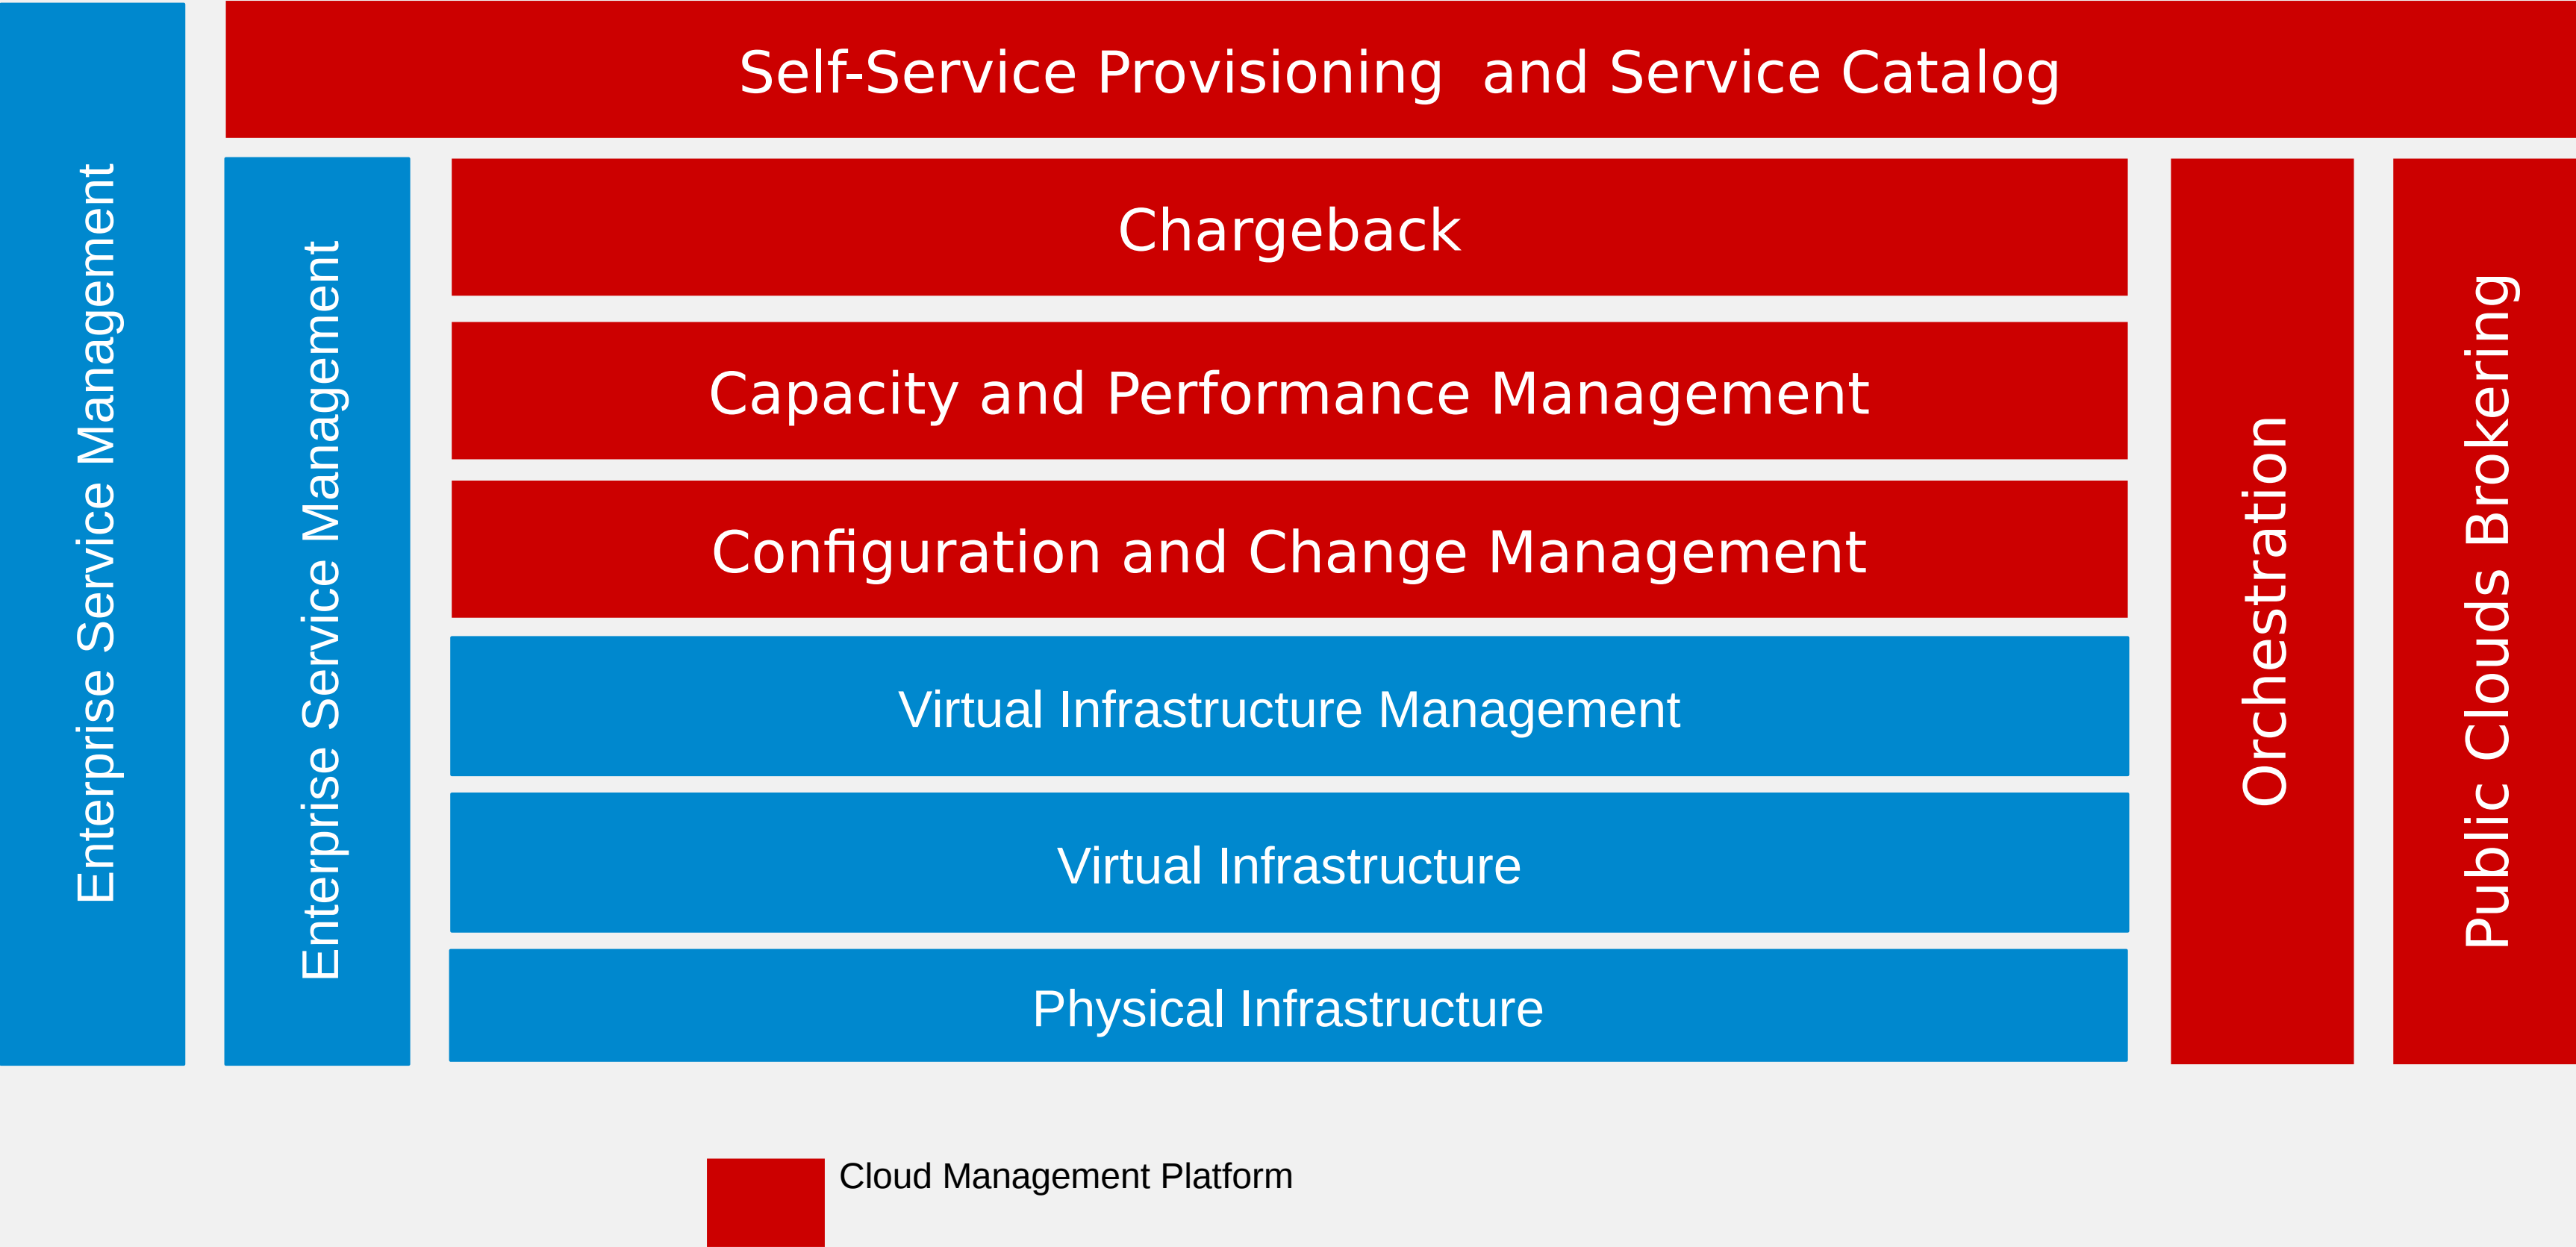 Self-Service Provisioning  and Service Catalog
Enterprise Service Management
Enterprise Service Management
Chargeback
Capacity and Performance Management
Configuration and Change Management
Virtual Infrastructure Management
Virtual Infrastructure
Physical Infrastructure
Orchestration
Public Clouds Brokering
Cloud Management Platform